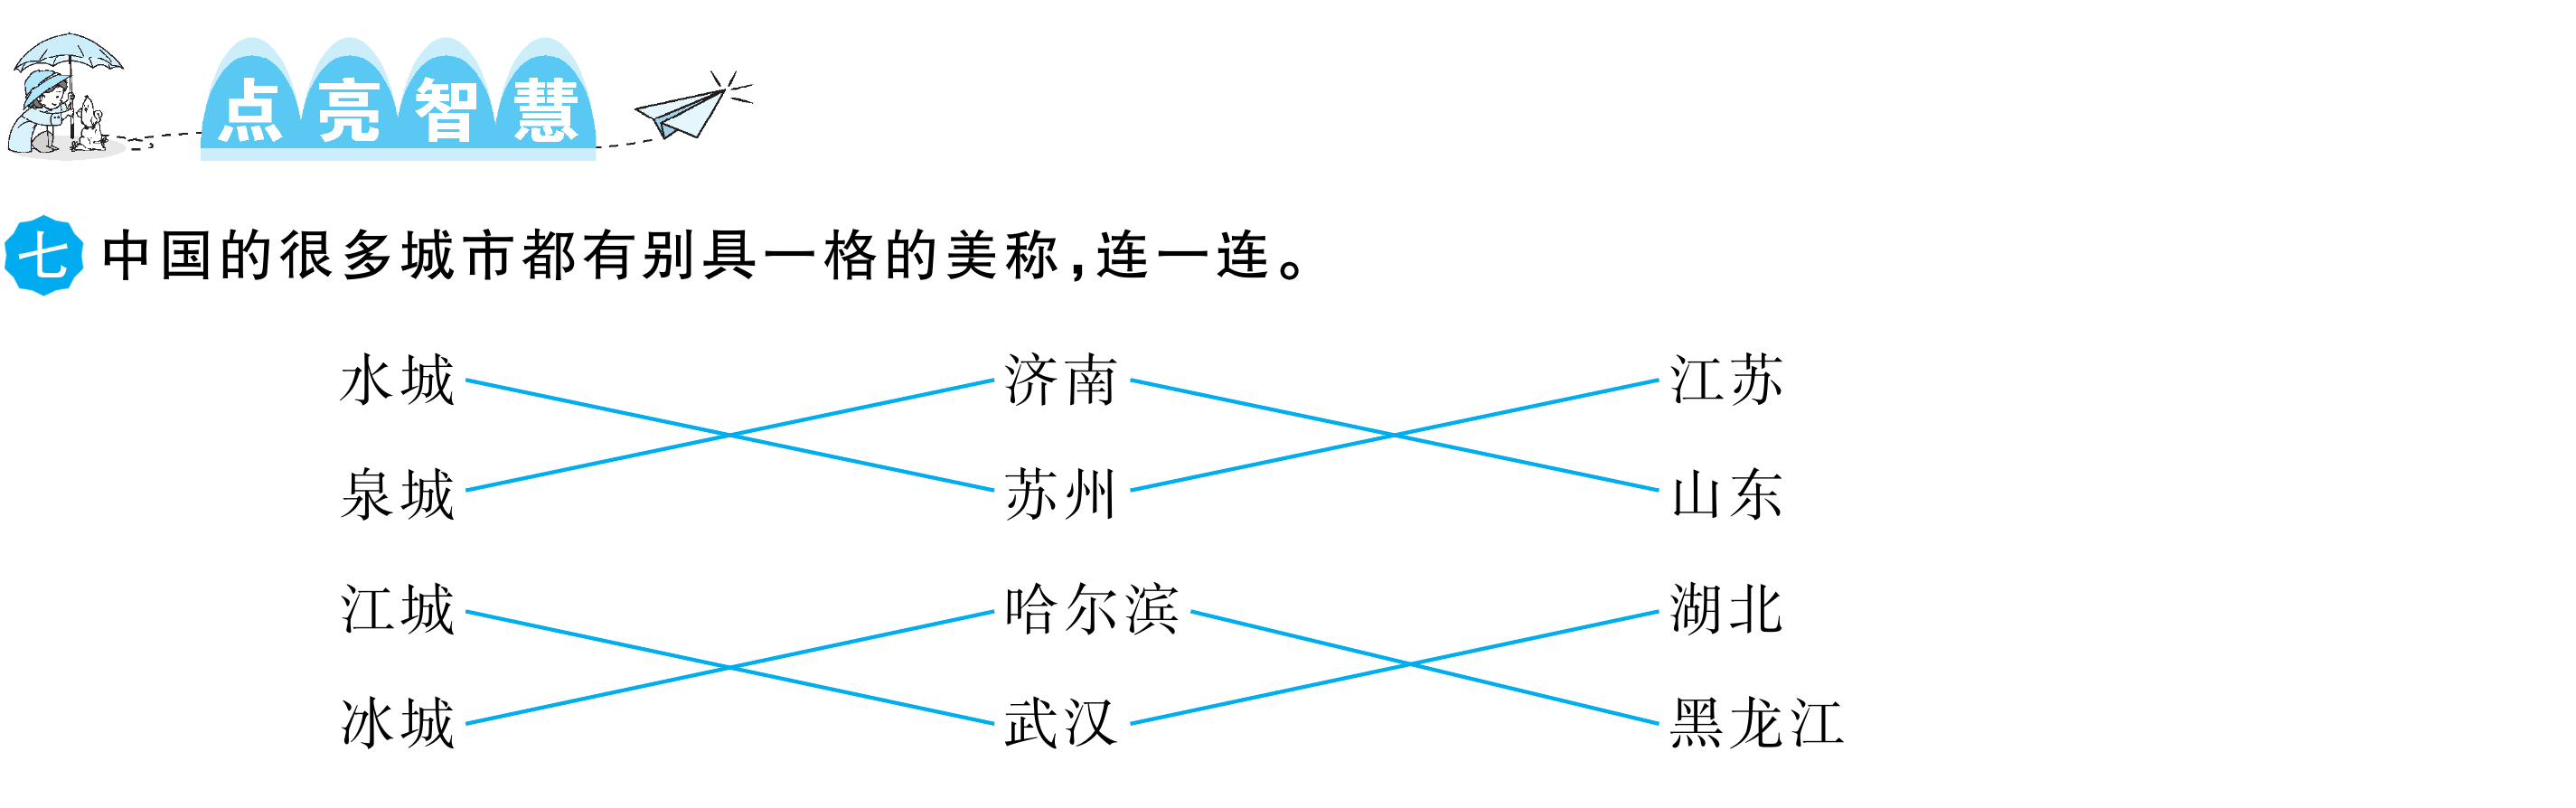 点亮智慧
七 中国的很多城市都有别具一格的美称,连一连。
水城 济南 江苏
泉城 苏州 山东
江城 哈尔滨 湖北
冰城 武汉 黑龙江